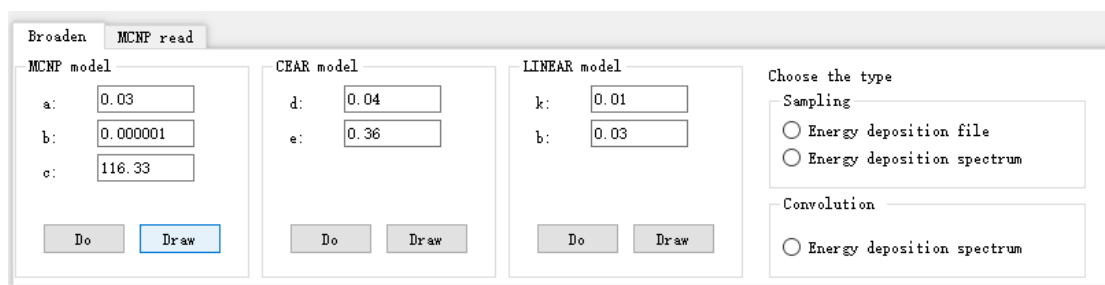 Broaden MCNP read
MCNP model
a: 0.03
b: 0.000001
c: 116.33
Do Draw
CEAR model
d: 0.04
e: 0.36
Do Draw
LINEAR model
k: 0.01
b: 0.03
Do Draw
Choose the type
Sampling
Energy deposition file
Energy deposition spectrum
Convolution
Energy deposition spectrum